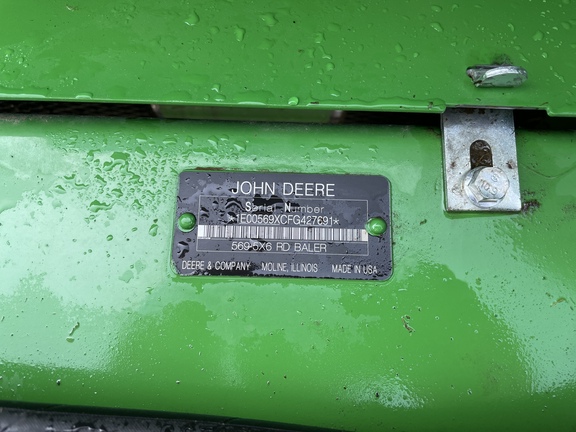 JOHN DEERE
Serial Number
*1E00569XCFG427691*
569-5X6 RD BALER
DEERE & COMPANY MOLINE, ILLINOIS MADE IN USA